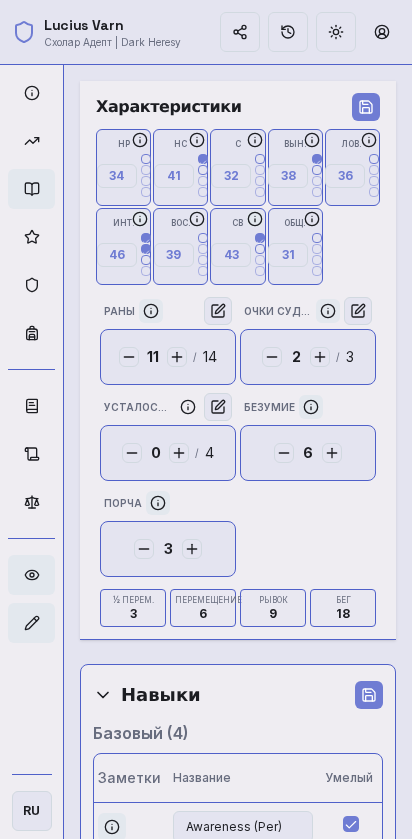 Lucius Varn
Схолар Адепт | Dark Heresy
Характеристики
НР НС С ВЫН. ЛОВ.
34 41 32 38 36
ИНТ. ВОС. СВ ОБЩ.
46 39 43 31
РАНЫ ОЧКИ СУД...
11 / 14 2 / 3
УСТАЛОС... БЕЗУМИЕ
0 / 4 6
ПОРЧА
3
½ ПЕРЕМ. ПЕРЕМЕЩЕНИЕ РЫВОК БЕГ
3 6 9 18
Навыки
Базовый (4)
Заметки Название Умелый
Awareness (Per)
RU